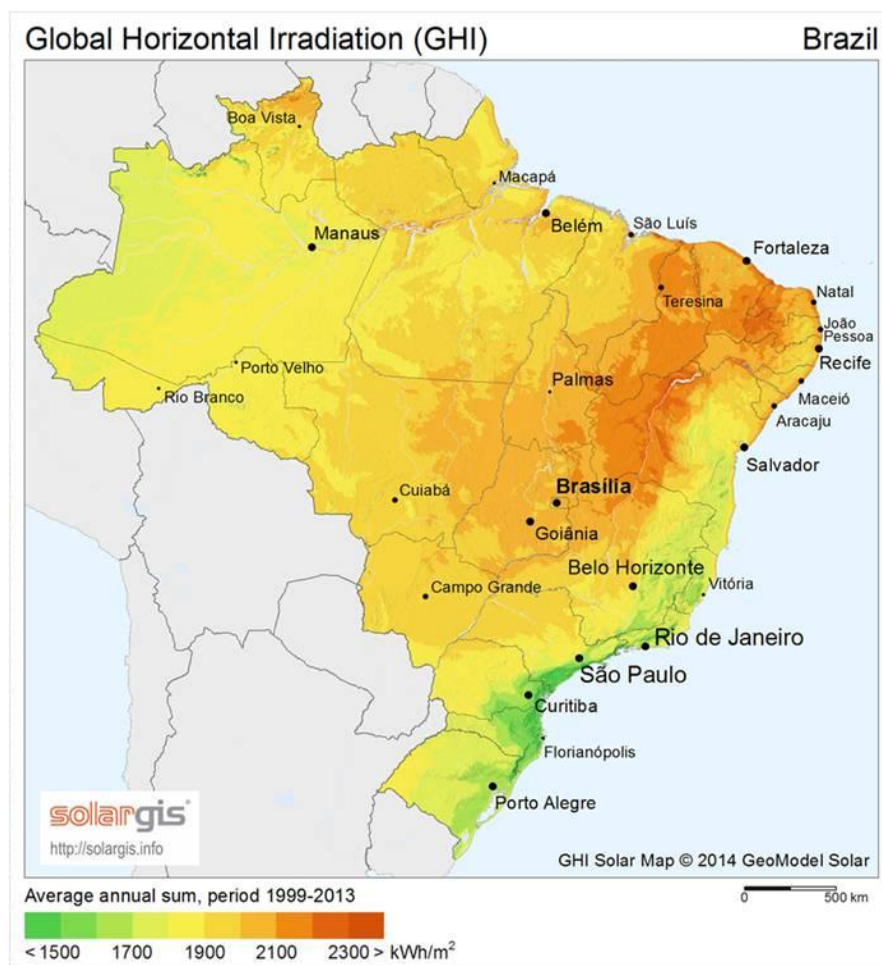 Global Horizontal Irradiation (GHI)
Brazil
Boa Vista
Macapá
Belém
São Luís
Manaus
Fortaleza
Teresina
Natal
João
Pessoa
Recife
Porto Velho
Palmas
Rio Branco
Maceió
Aracaju
Salvador
Cuiabá
Brasília
Goiânia
Belo Horizonte
Campo Grande
Vitória
Rio de Janeiro
São Paulo
Curitiba
Florianópolis
Porto Alegre
solargis
http://solargis.info
GHI Solar Map © 2014 GeoModel Solar
Average annual sum, period 1999-2013
0 500 km
< 1500 1700 1900 2100 2300 > kWh/m²